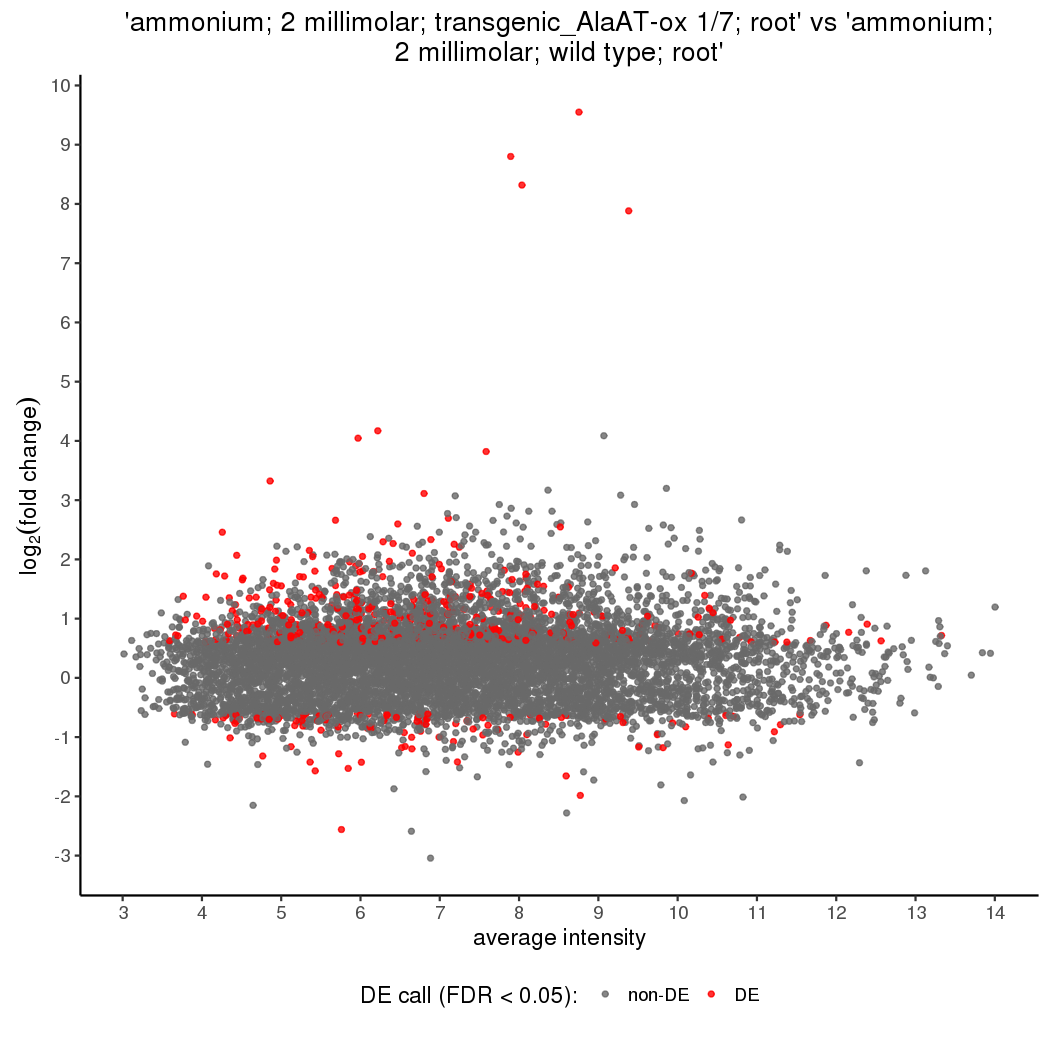 'ammonium; 2 millimolar; transgenic_AlaAT-ox 1/7; root' vs 'ammonium;
2 millimolar; wild type; root'
10
9
8
7
6
5
4
3
2
1
0
-1
-2
-3
log2(fold change)
3 4 5 6 7 8 9 10 11 12 13 14
average intensity
DE call (FDR < 0.05): non-DE DE